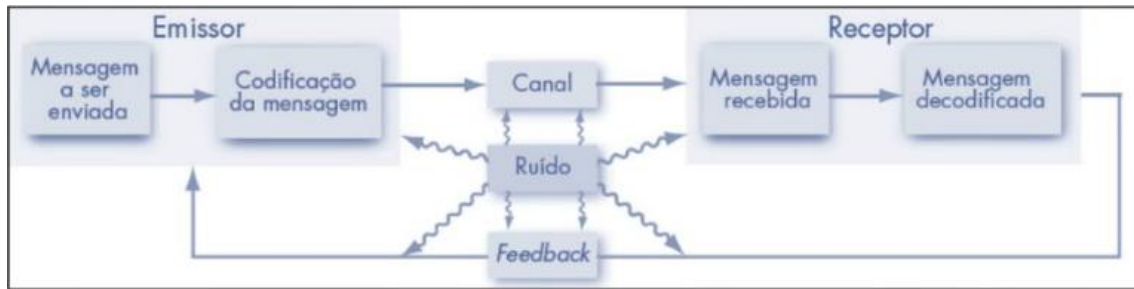 Emissor
Mensagem
a ser
enviada
Codificação
da mensagem
Canal
Ruído
Feedback
Receptor
Mensagem
recebida
Mensagem
decodificada